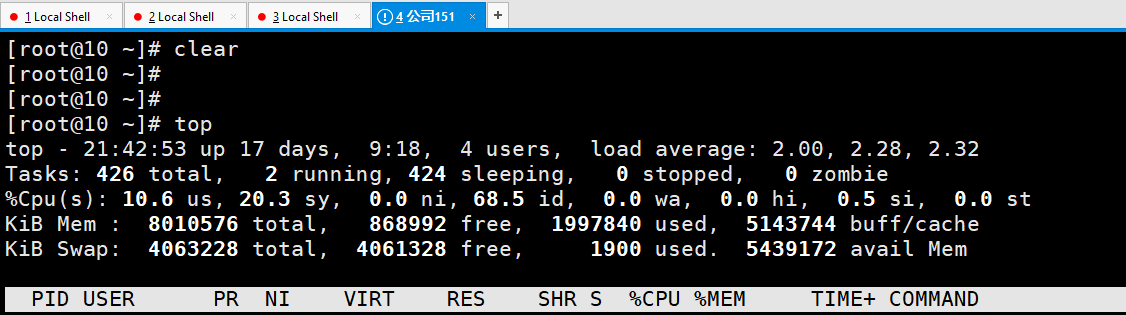 1 Local Shell × 2 Local Shell × 3 Local Shell × 4 公司151 × +
[root@10 ~]# clear
[root@10 ~]#
[root@10 ~]#
[root@10 ~]# top
top - 21:42:53 up 17 days,  9:18,  4 users,  load average: 2.00, 2.28, 2.32
Tasks: 426 total,   2 running, 424 sleeping,   0 stopped,   0 zombie
%Cpu(s): 10.6 us, 20.3 sy,  0.0 ni, 68.5 id,  0.0 wa,  0.0 hi,  0.5 si,  0.0 st
KiB Mem :  8010576 total,   868992 free,  1997840 used,  5143744 buff/cache
KiB Swap:  4063228 total,  4061328 free,     1900 used.  5439172 avail Mem
PID USER      PR  NI    VIRT    RES    SHR S  %CPU %MEM     TIME+ COMMAND